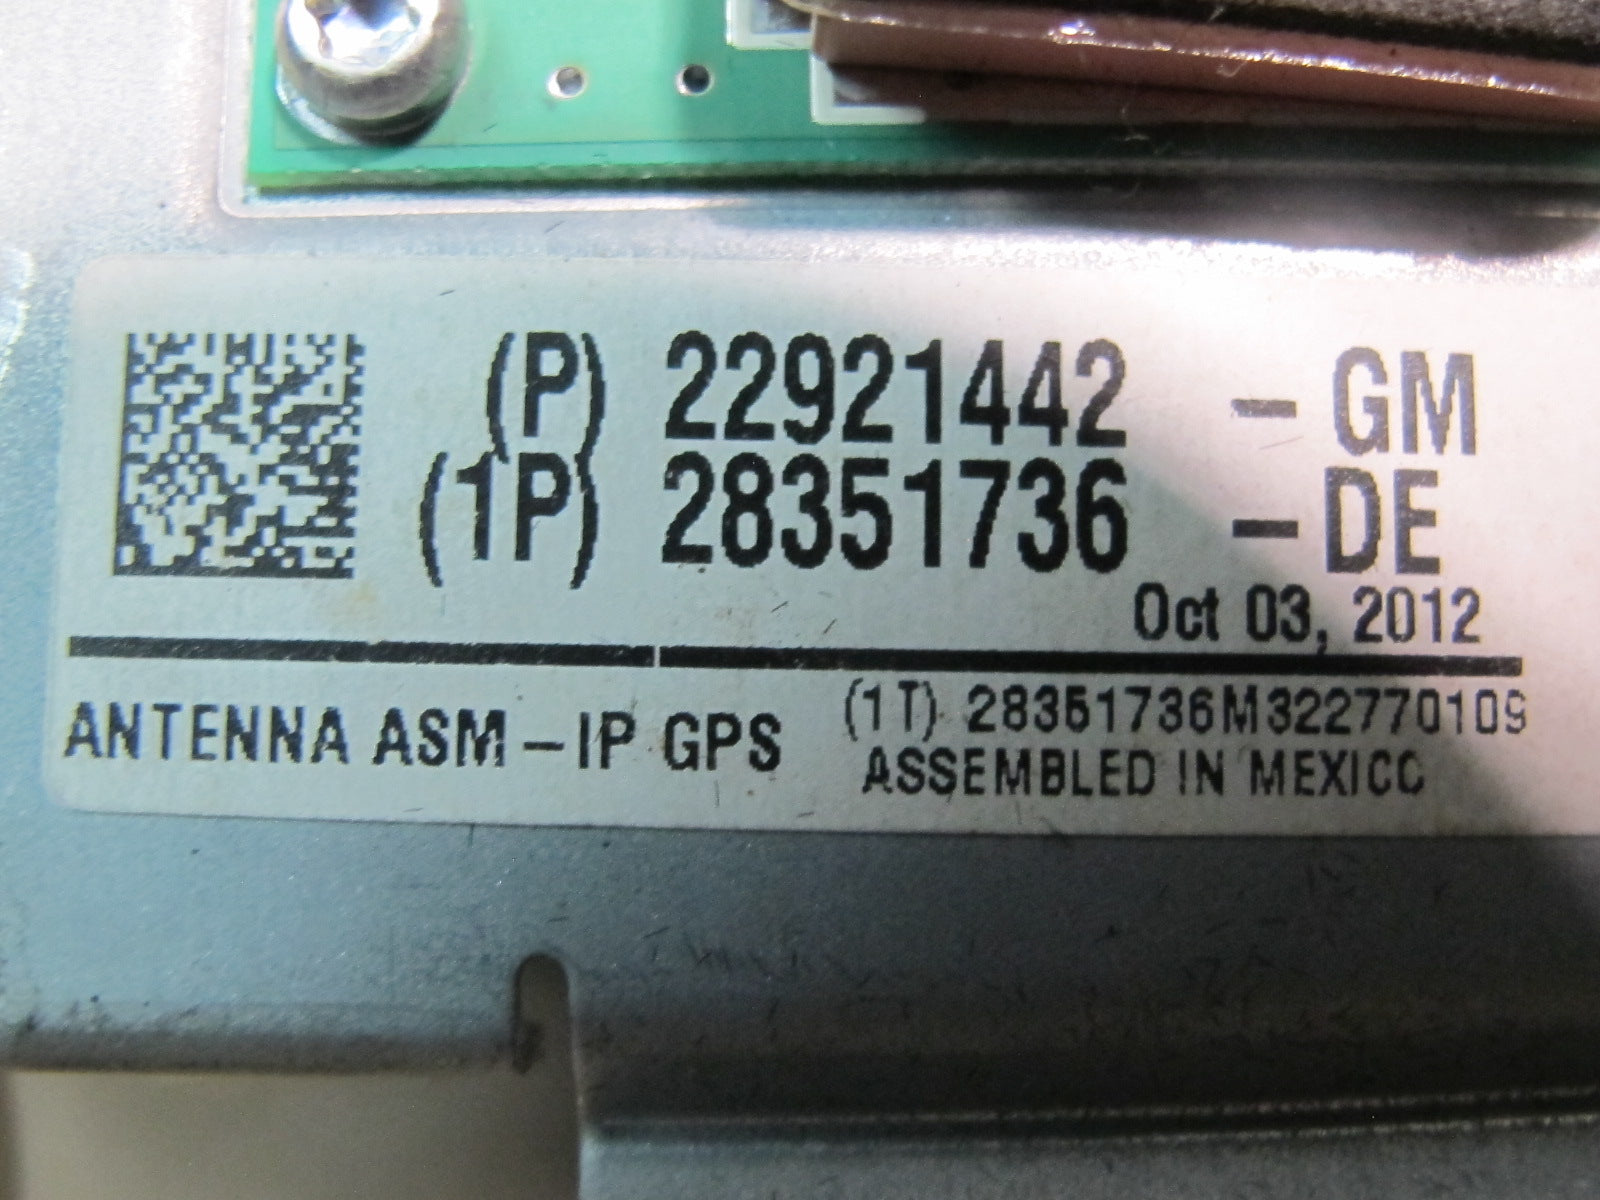 (P) 22921442 - GM
(1P) 28351736 - DE
Oct 03, 2012
ANTENNA ASM - IP GPS
(1T) 28351736M322770109
ASSEMBLED IN MEXICO